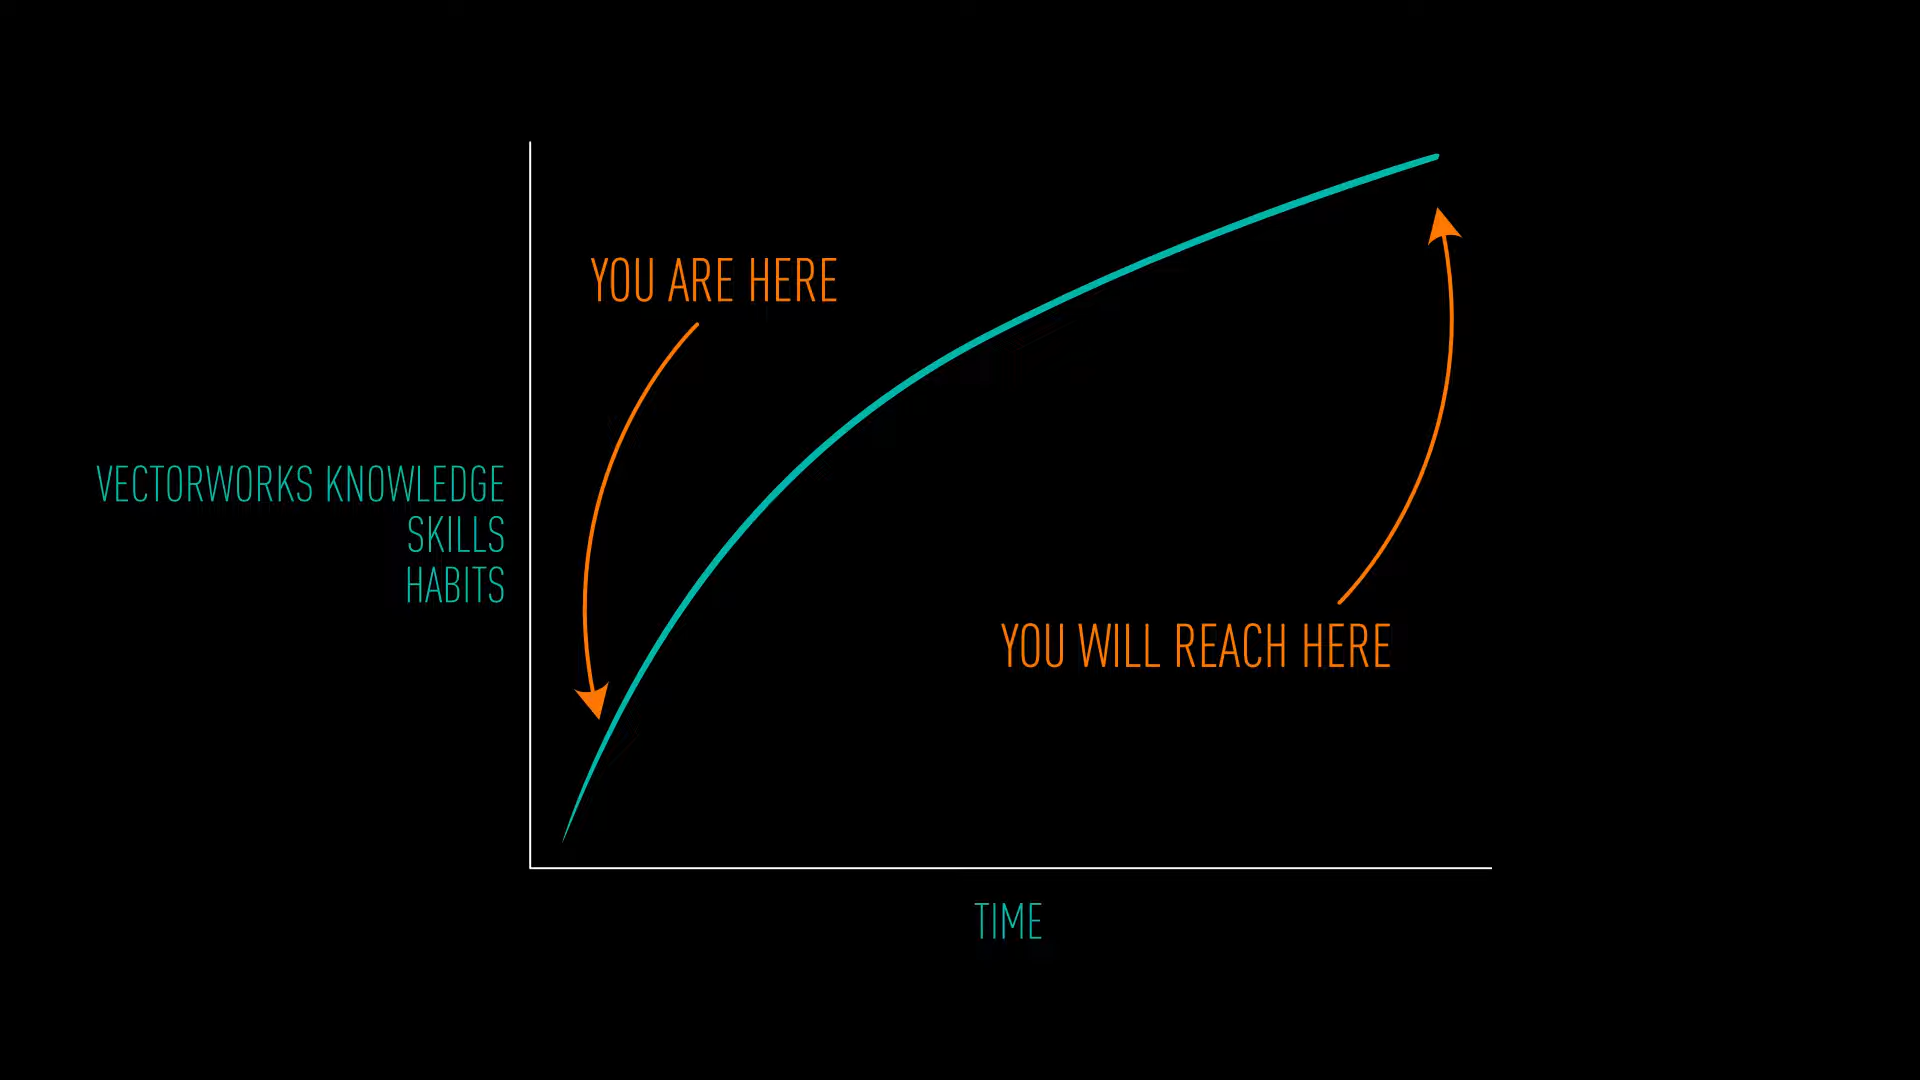 YOU ARE HERE
VECTORWORKS KNOWLEDGE
SKILLS
HABITS
YOU WILL REACH HERE
TIME